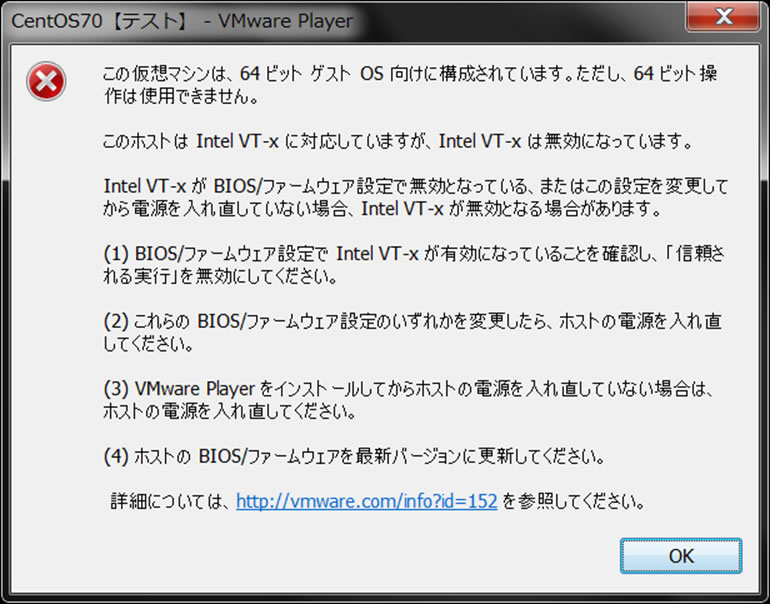 CentOS70【テスト】 - VMware Player
この仮想マシンは、64 ビット ゲスト OS 向けに構成されています。ただし、64 ビット操
作は使用できません。
このホストは Intel VT-x に対応していますが、Intel VT-x は無効になっています。
Intel VT-x が BIOS/ファームウェア設定で無効となっている、またはこの設定を変更して
から電源を入れ直していない場合、Intel VT-x が無効となる場合があります。
(1) BIOS/ファームウェア設定で Intel VT-x が有効になっていることを確認し、「信頼さ
れる実行」を無効にしてください。
(2) これらの BIOS/ファームウェア設定のいずれかを変更したら、ホストの電源を入れ直
してください。
(3) VMware Player をインストールしてからホストの電源を入れ直していない場合は、
ホストの電源を入れ直してください。
(4) ホストの BIOS/ファームウェアを最新バージョンに更新してください。
詳細については、http://vmware.com/info?id=152 を参照してください。
OK